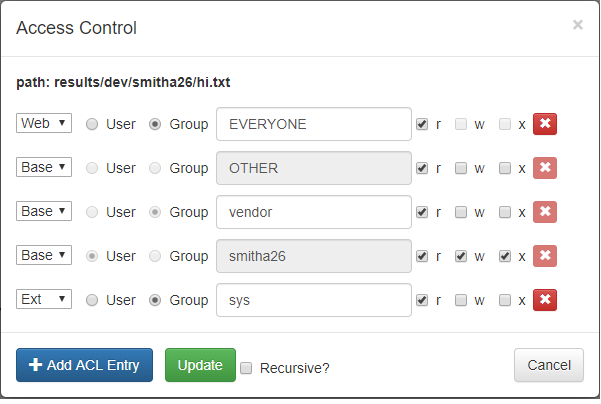 Access Control ×
path: results/dev/smitha26/hi.txt
Web User Group EVERYONE r w x
Base User Group OTHER r w x
Base User Group vendor r w x
Base User Group smitha26 r w x
Ext User Group sys r w x
Add ACL Entry Update Recursive? Cancel